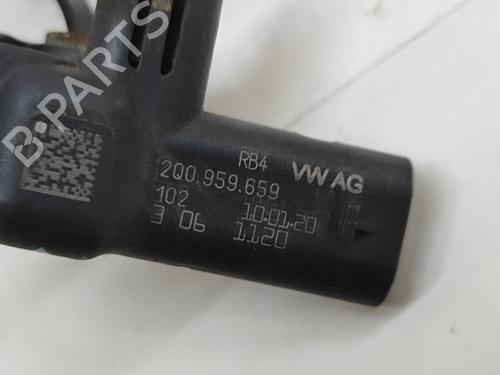 B-PARTS
RB4 VW AG
2Q0.959.659
102 10.01.20
3 06 1120